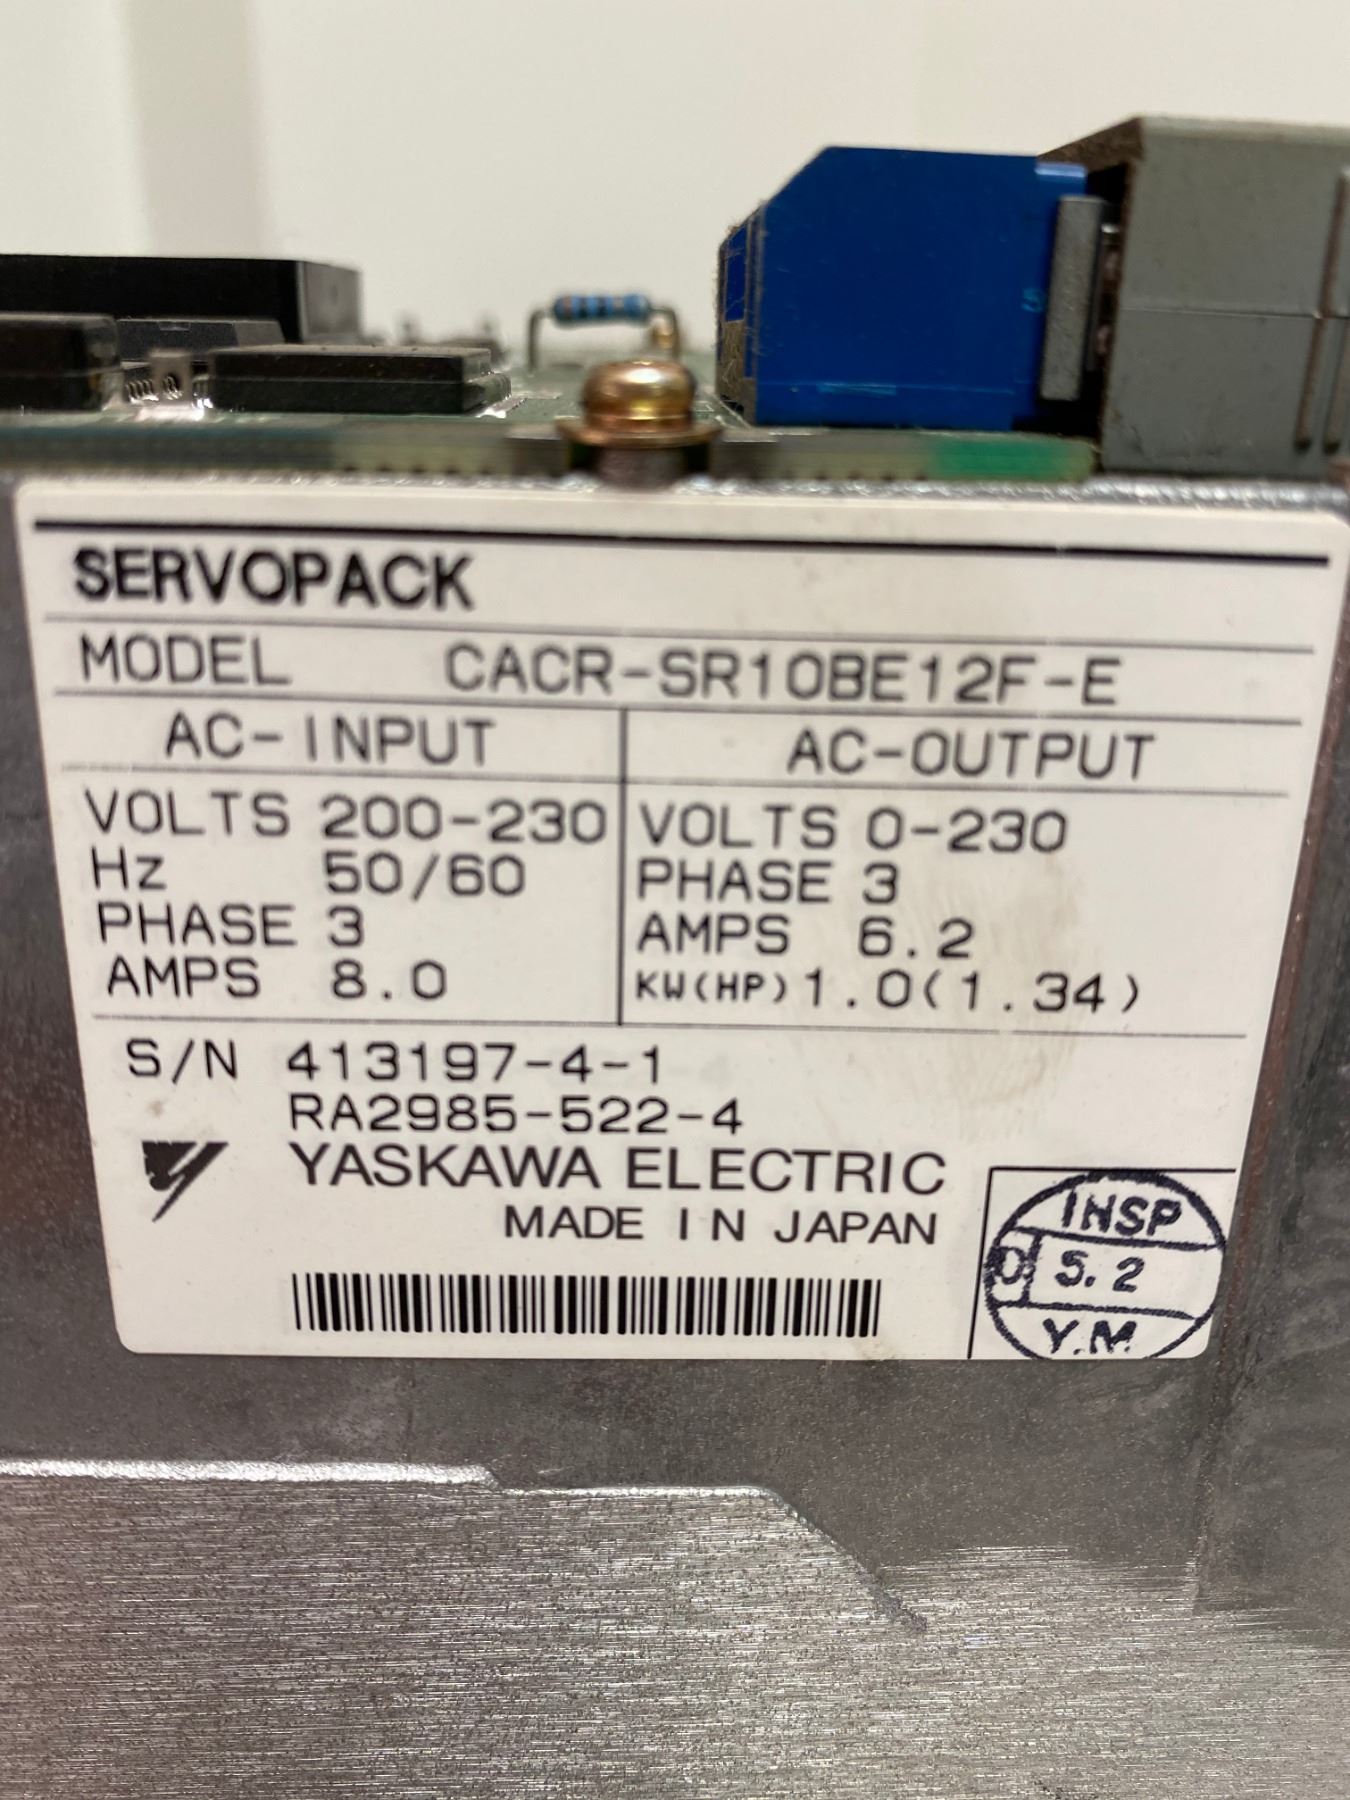 SERVOPACK
MODEL CACR-SR10BE12F-E
AC-INPUT AC-OUTPUT
VOLTS 200-230 VOLTS 0-230
Hz 50/60 PHASE 3
PHASE 3 AMPS 6.2
AMPS 8.0 KW(HP) 1.0(1.34)
S/N 413197-4-1
RA2985-522-4
YASKAWA ELECTRIC
MADE IN JAPAN
INSP
D 5.2
Y.M.